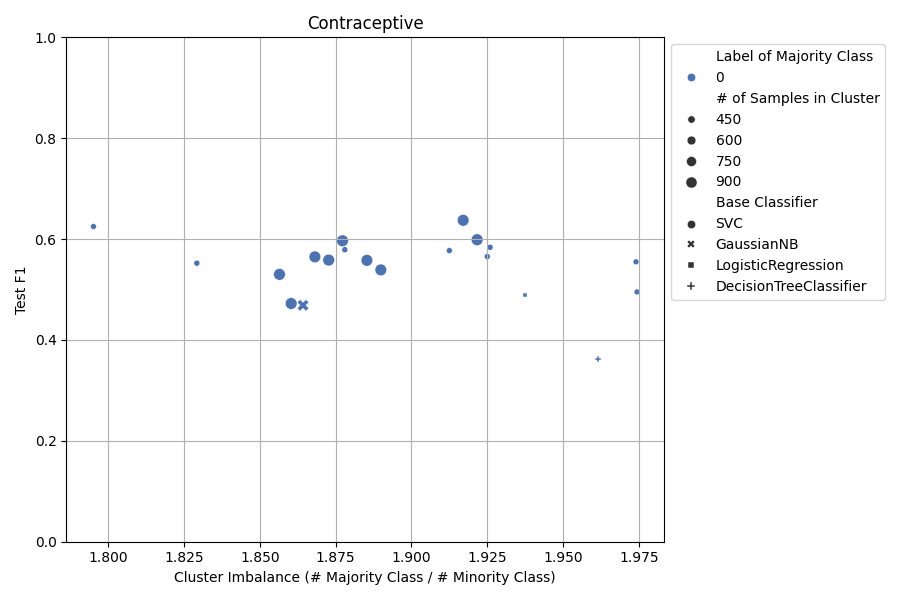 Contraceptive
Test F1
1.0
0.8
0.6
0.4
0.2
0.0
1.800 1.825 1.850 1.875 1.900 1.925 1.950 1.975
Cluster Imbalance (# Majority Class / # Minority Class)
Label of Majority Class
0
# of Samples in Cluster
450
600
750
900
Base Classifier
SVC
GaussianNB
LogisticRegression
DecisionTreeClassifier